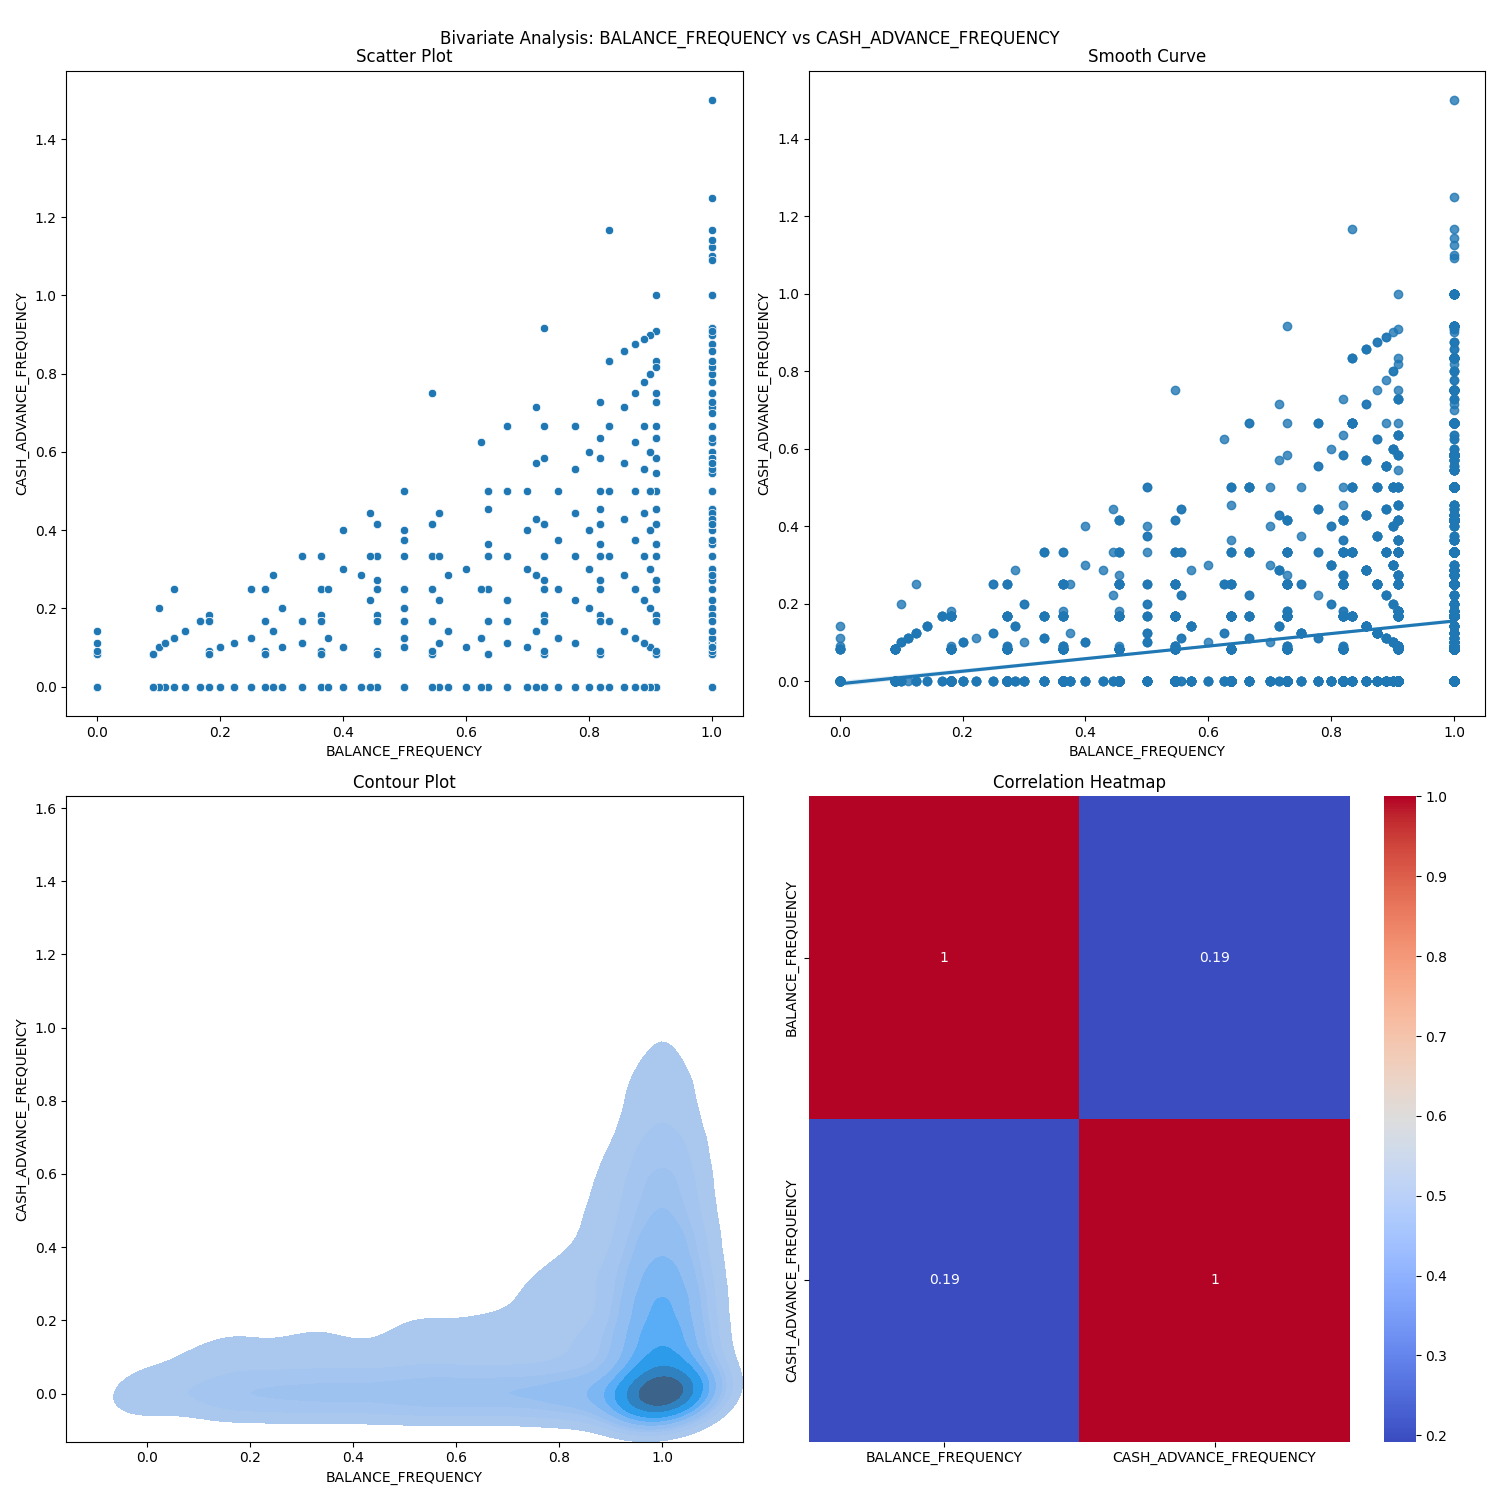 Bivariate Analysis: BALANCE_FREQUENCY vs CASH_ADVANCE_FREQUENCY
Scatter Plot
CASH_ADVANCE_FREQUENCY
1.4
1.2
1.0
0.8
0.6
0.4
0.2
0.0
0.0 0.2 0.4 0.6 0.8 1.0
BALANCE_FREQUENCY
Smooth Curve
CASH_ADVANCE_FREQUENCY
1.4
1.2
1.0
0.8
0.6
0.4
0.2
0.0
0.0 0.2 0.4 0.6 0.8 1.0
BALANCE_FREQUENCY
Contour Plot
CASH_ADVANCE_FREQUENCY
1.6
1.4
1.2
1.0
0.8
0.6
0.4
0.2
0.0
0.0 0.2 0.4 0.6 0.8 1.0
BALANCE_FREQUENCY
Correlation Heatmap
BALANCE_FREQUENCY
CASH_ADVANCE_FREQUENCY
1 0.19
0.19 1
BALANCE_FREQUENCY CASH_ADVANCE_FREQUENCY
1.0
0.9
0.8
0.7
0.6
0.5
0.4
0.3
0.2